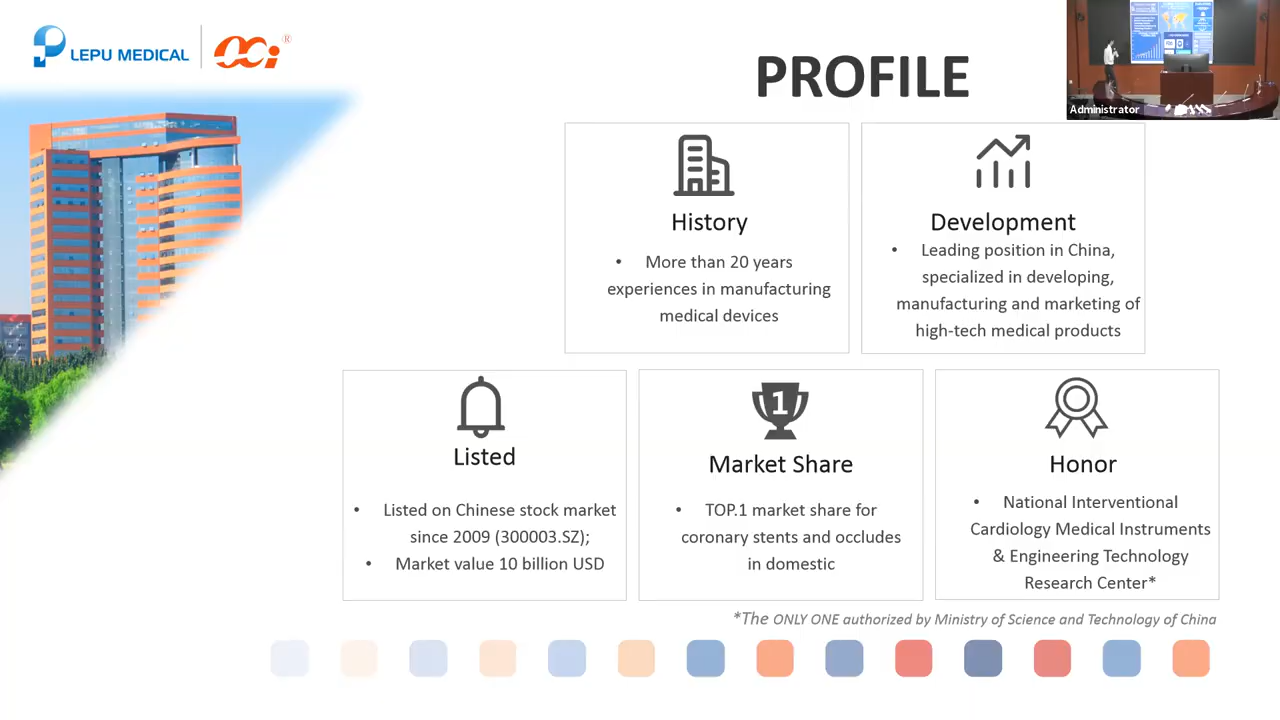 LEPU MEDICAL
OCi®
PROFILE
Administrator
History
• More than 20 years
experiences in manufacturing
medical devices
Development
• Leading position in China,
specialized in developing,
manufacturing and marketing of
high-tech medical products
Listed
• Listed on Chinese stock market
since 2009 (300003.SZ);
• Market value 10 billion USD
1
Market Share
• TOP.1 market share for
coronary stents and occludes
in domestic
Honor
• National Interventional
Cardiology Medical Instruments
& Engineering Technology
Research Center*
*The ONLY ONE authorized by Ministry of Science and Technology of China